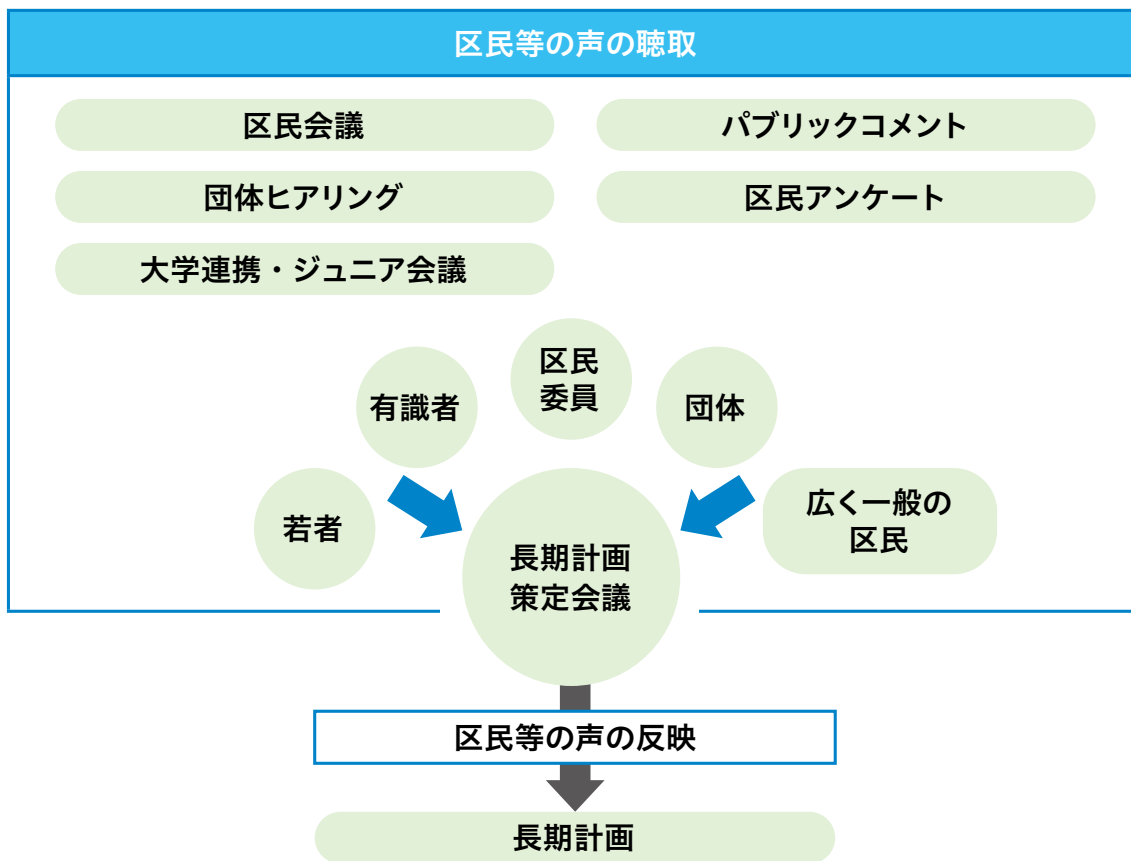 区民等の声の聴取
区民会議
パブリックコメント
団体ヒアリング
区民アンケート
大学連携・ジュニア会議
区民
委員
有識者
団体
若者
広く一般の
区民
長期計画
策定会議
区民等の声の反映
長期計画